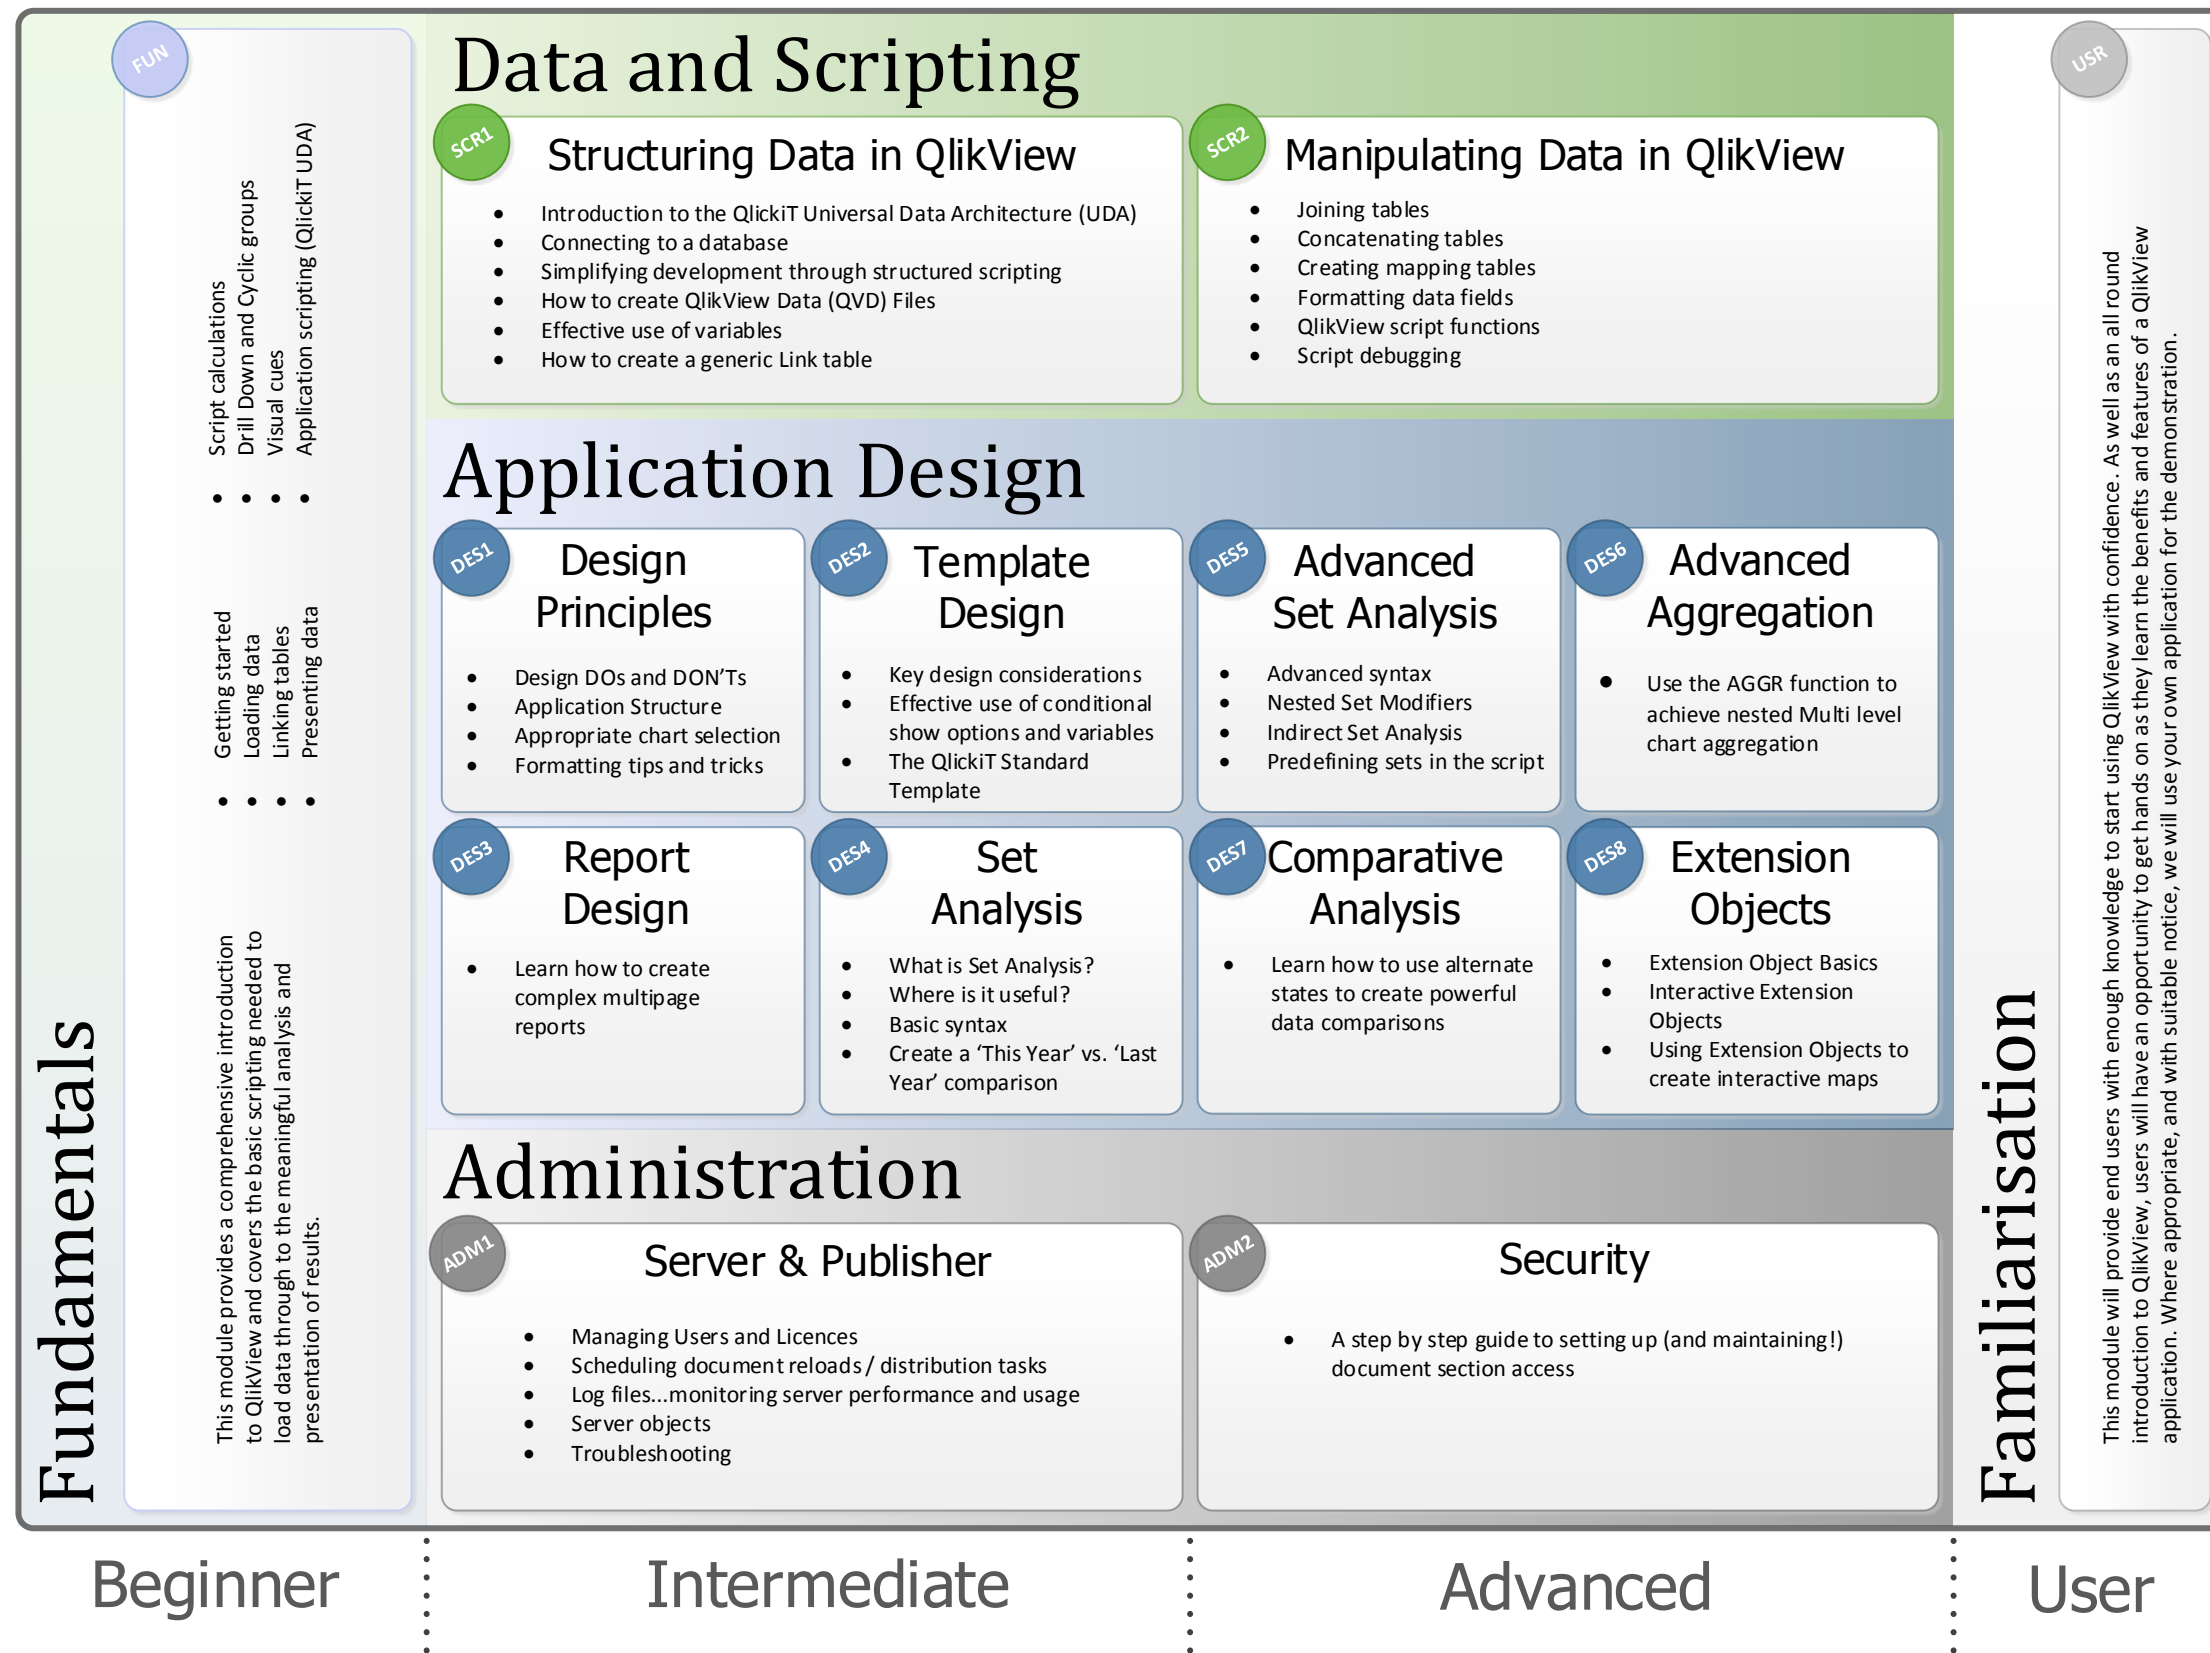 Fundamentals
FUN
This module provides a comprehensive introduction
to QlikView and covers the basic scripting needed to
load data through to the meaningful analysis and
presentation of results.
• Getting started
• Loading data
• Linking tables
• Presenting data
• Script calculations
• Drill Down and Cyclic groups
• Visual cues
• Application scripting (QlickiT UDA)
Data and Scripting
SCR1
Structuring Data in QlikView
• Introduction to the QlickiT Universal Data Architecture (UDA)
• Connecting to a database
• Simplifying development through structured scripting
• How to create QlikView Data (QVD) Files
• Effective use of variables
• How to create a generic Link table
SCR2
Manipulating Data in QlikView
• Joining tables
• Concatenating tables
• Creating mapping tables
• Formatting data fields
• QlikView script functions
• Script debugging
Application Design
DES1
Design
Principles
• Design DOs and DON’Ts
• Application Structure
• Appropriate chart selection
• Formatting tips and tricks
DES2
Template
Design
• Key design considerations
• Effective use of conditional
show options and variables
• The QlickiT Standard
Template
DES5
Advanced
Set Analysis
• Advanced syntax
• Nested Set Modifiers
• Indirect Set Analysis
• Predefining sets in the script
DES6
Advanced
Aggregation
• Use the AGGR function to
achieve nested Multi level
chart aggregation
DES3
Report
Design
• Learn how to create
complex multipage
reports
DES4
Set
Analysis
• What is Set Analysis?
• Where is it useful?
• Basic syntax
• Create a ‘This Year’ vs. ‘Last
Year’ comparison
DES7
Comparative
Analysis
• Learn how to use alternate
states to create powerful
data comparisons
DES8
Extension
Objects
• Extension Object Basics
• Interactive Extension
Objects
• Using Extension Objects to
create interactive maps
Administration
ADM1
Server & Publisher
• Managing Users and Licences
• Scheduling document reloads / distribution tasks
• Log files...monitoring server performance and usage
• Server objects
• Troubleshooting
ADM2
Security
• A step by step guide to setting up (and maintaining!)
document section access
Familiarisation
USR
This module will provide end users with enough knowledge to start using QlikView with confidence. As well as an all round
introduction to QlikView, users will have an opportunity to get hands on as they learn the benefits and features of a QlikView
application. Where appropriate, and with suitable notice, we will use your own application for the demonstration.
Beginner
Intermediate
Advanced
User